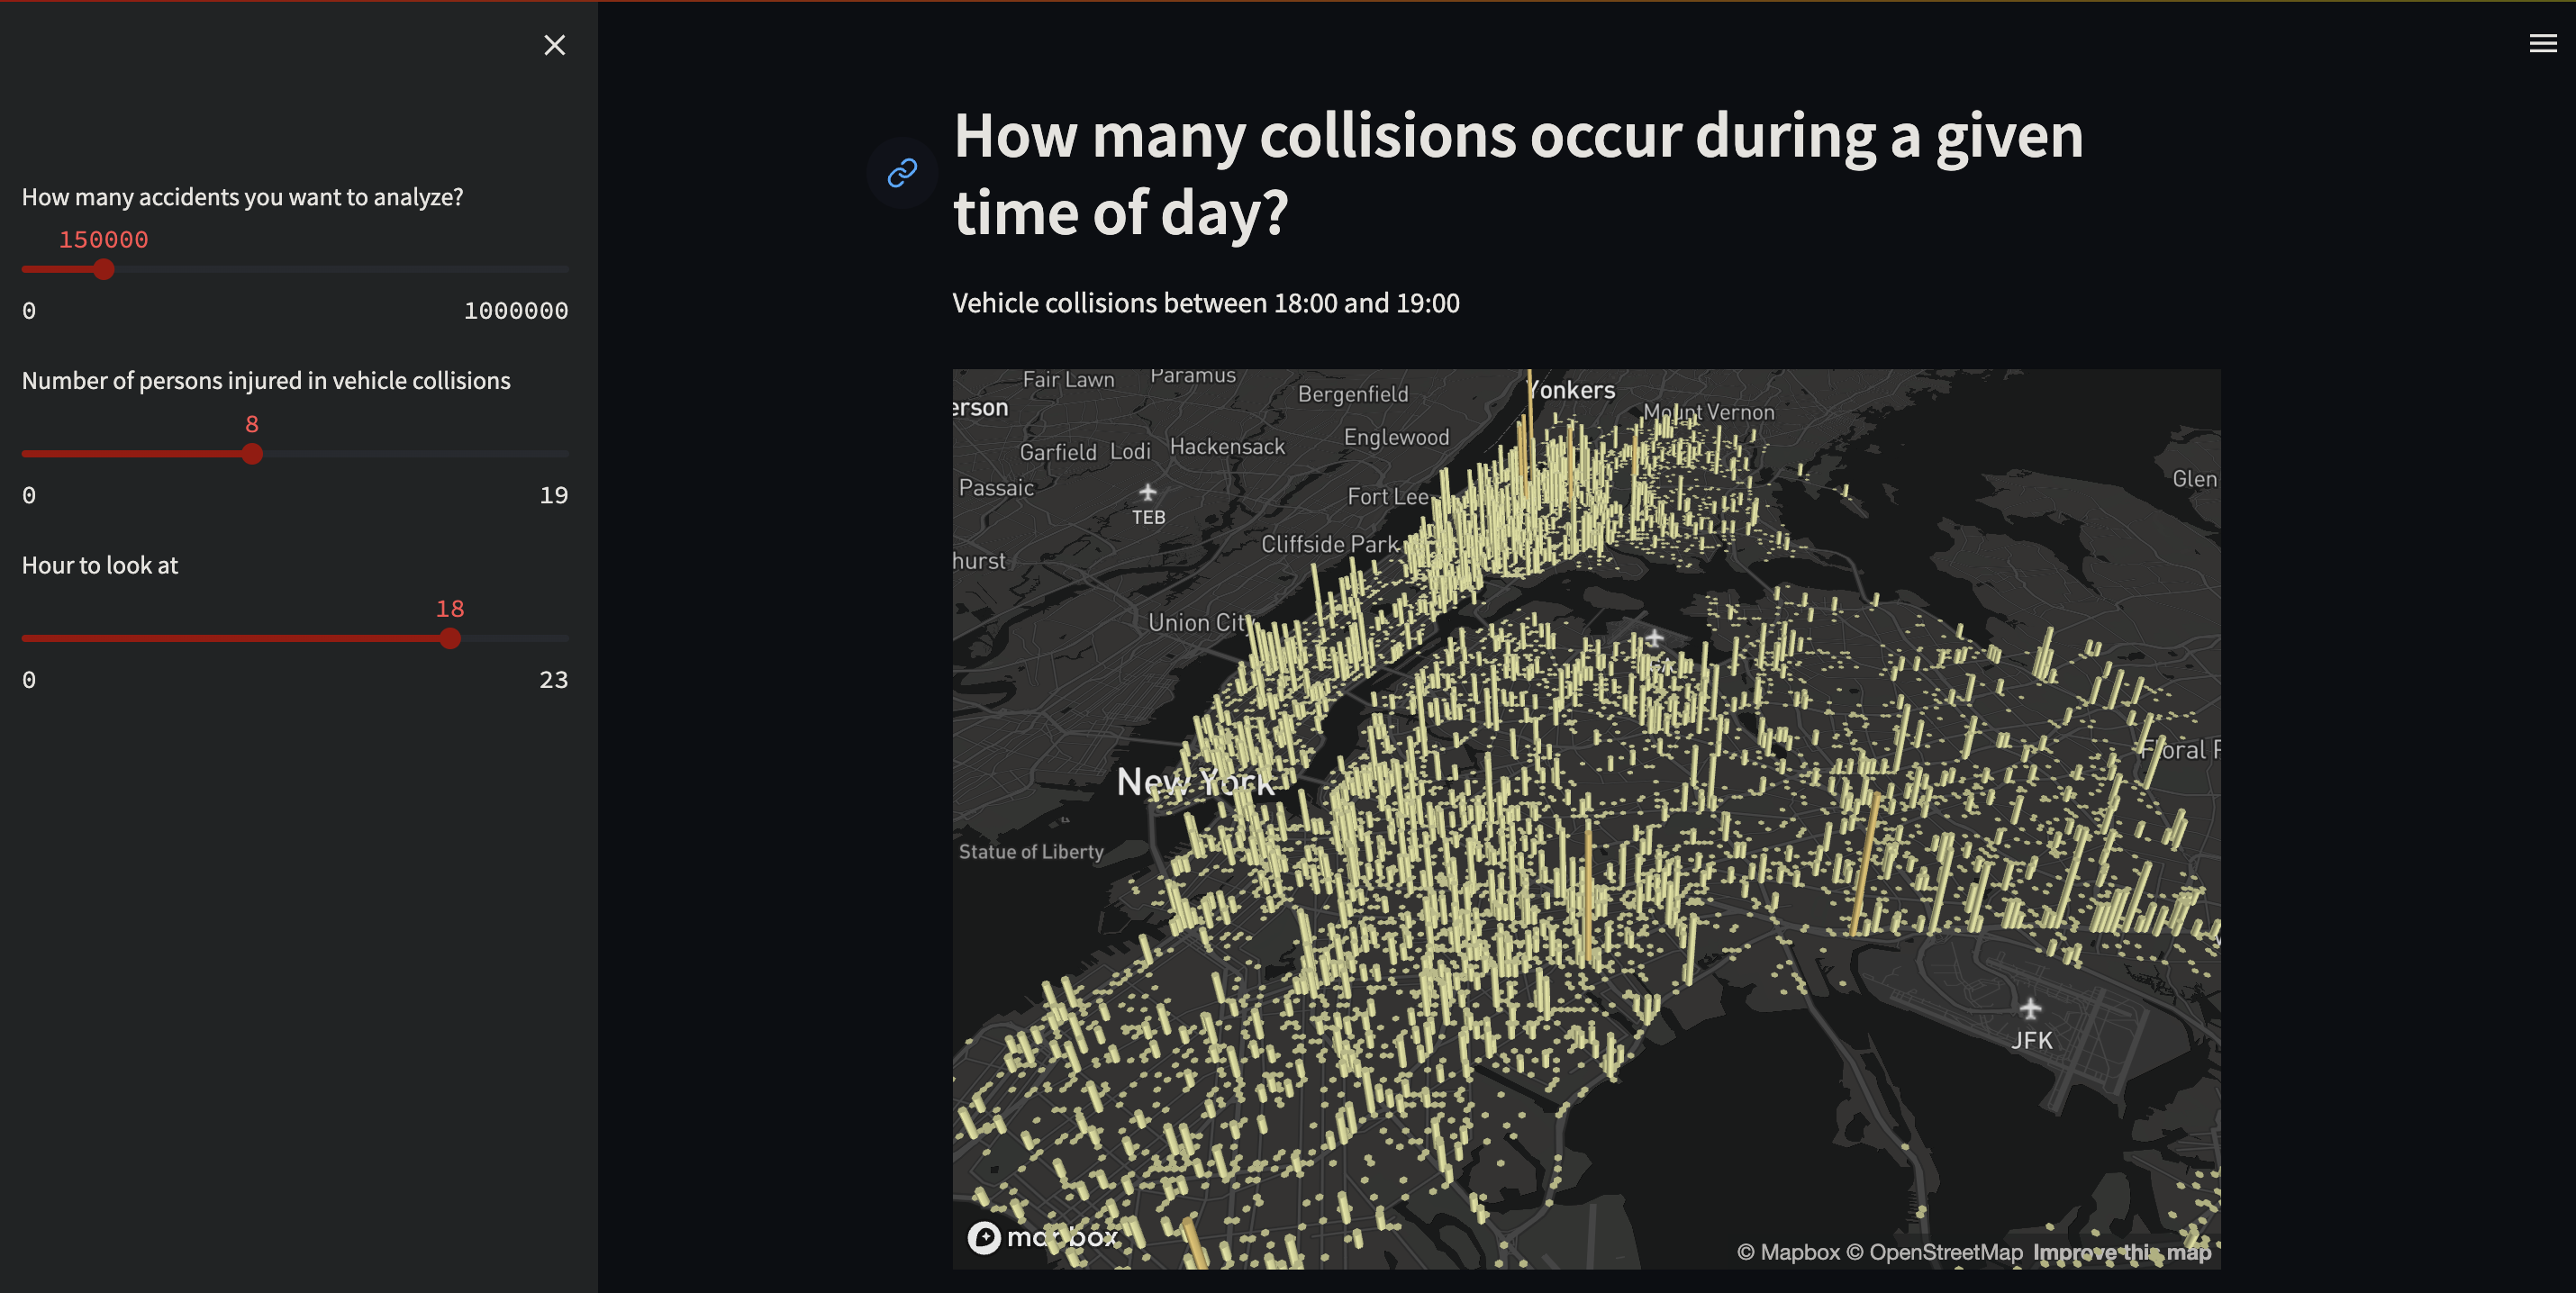 How many accidents you want to analyze?
150000
0 1000000
Number of persons injured in vehicle collisions
8
0 19
Hour to look at
18
0 23
How many collisions occur during a given
time of day?
Vehicle collisions between 18:00 and 19:00
Fair Lawn
Paramus
Bergenfield
Yonkers
erson
Mount Vernon
Englewood
Garfield
Lodi
Hackensack
Passaic
Fort Lee
Glen
TEB
Cliffside Park
hurst
Union City
Floral P
New York
Statue of Liberty
JFK
mapbox
© Mapbox © OpenStreetMap Improve this map